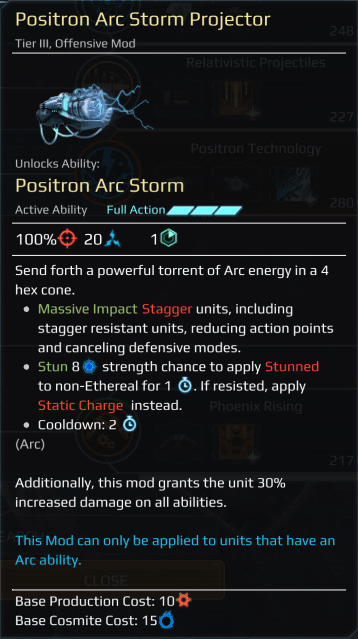 Positron Arc Storm Projector
Tier III, Offensive Mod
248
Relativistic Projectiles
227
Positron Technology
280
Unlocks Ability:
Positron Arc Storm
Active Ability Full Action
100% 20 1
Send forth a powerful torrent of Arc energy in a 4
hex cone.
• Massive Impact Stagger units, including
stagger resistant units, reducing action points
and canceling defensive modes.
• Stun 8 strength chance to apply Stunned
to non-Ethereal for 1 . If resisted, apply
Static Charge instead.
• Cooldown: 2
Phoenix Rising
(Arc)
217
Additionally, this mod grants the unit 30%
increased damage on all abilities.
This Mod can only be applied to units that have an
Arc ability.
CLOSE
Base Production Cost: 10
Base Cosmite Cost: 15